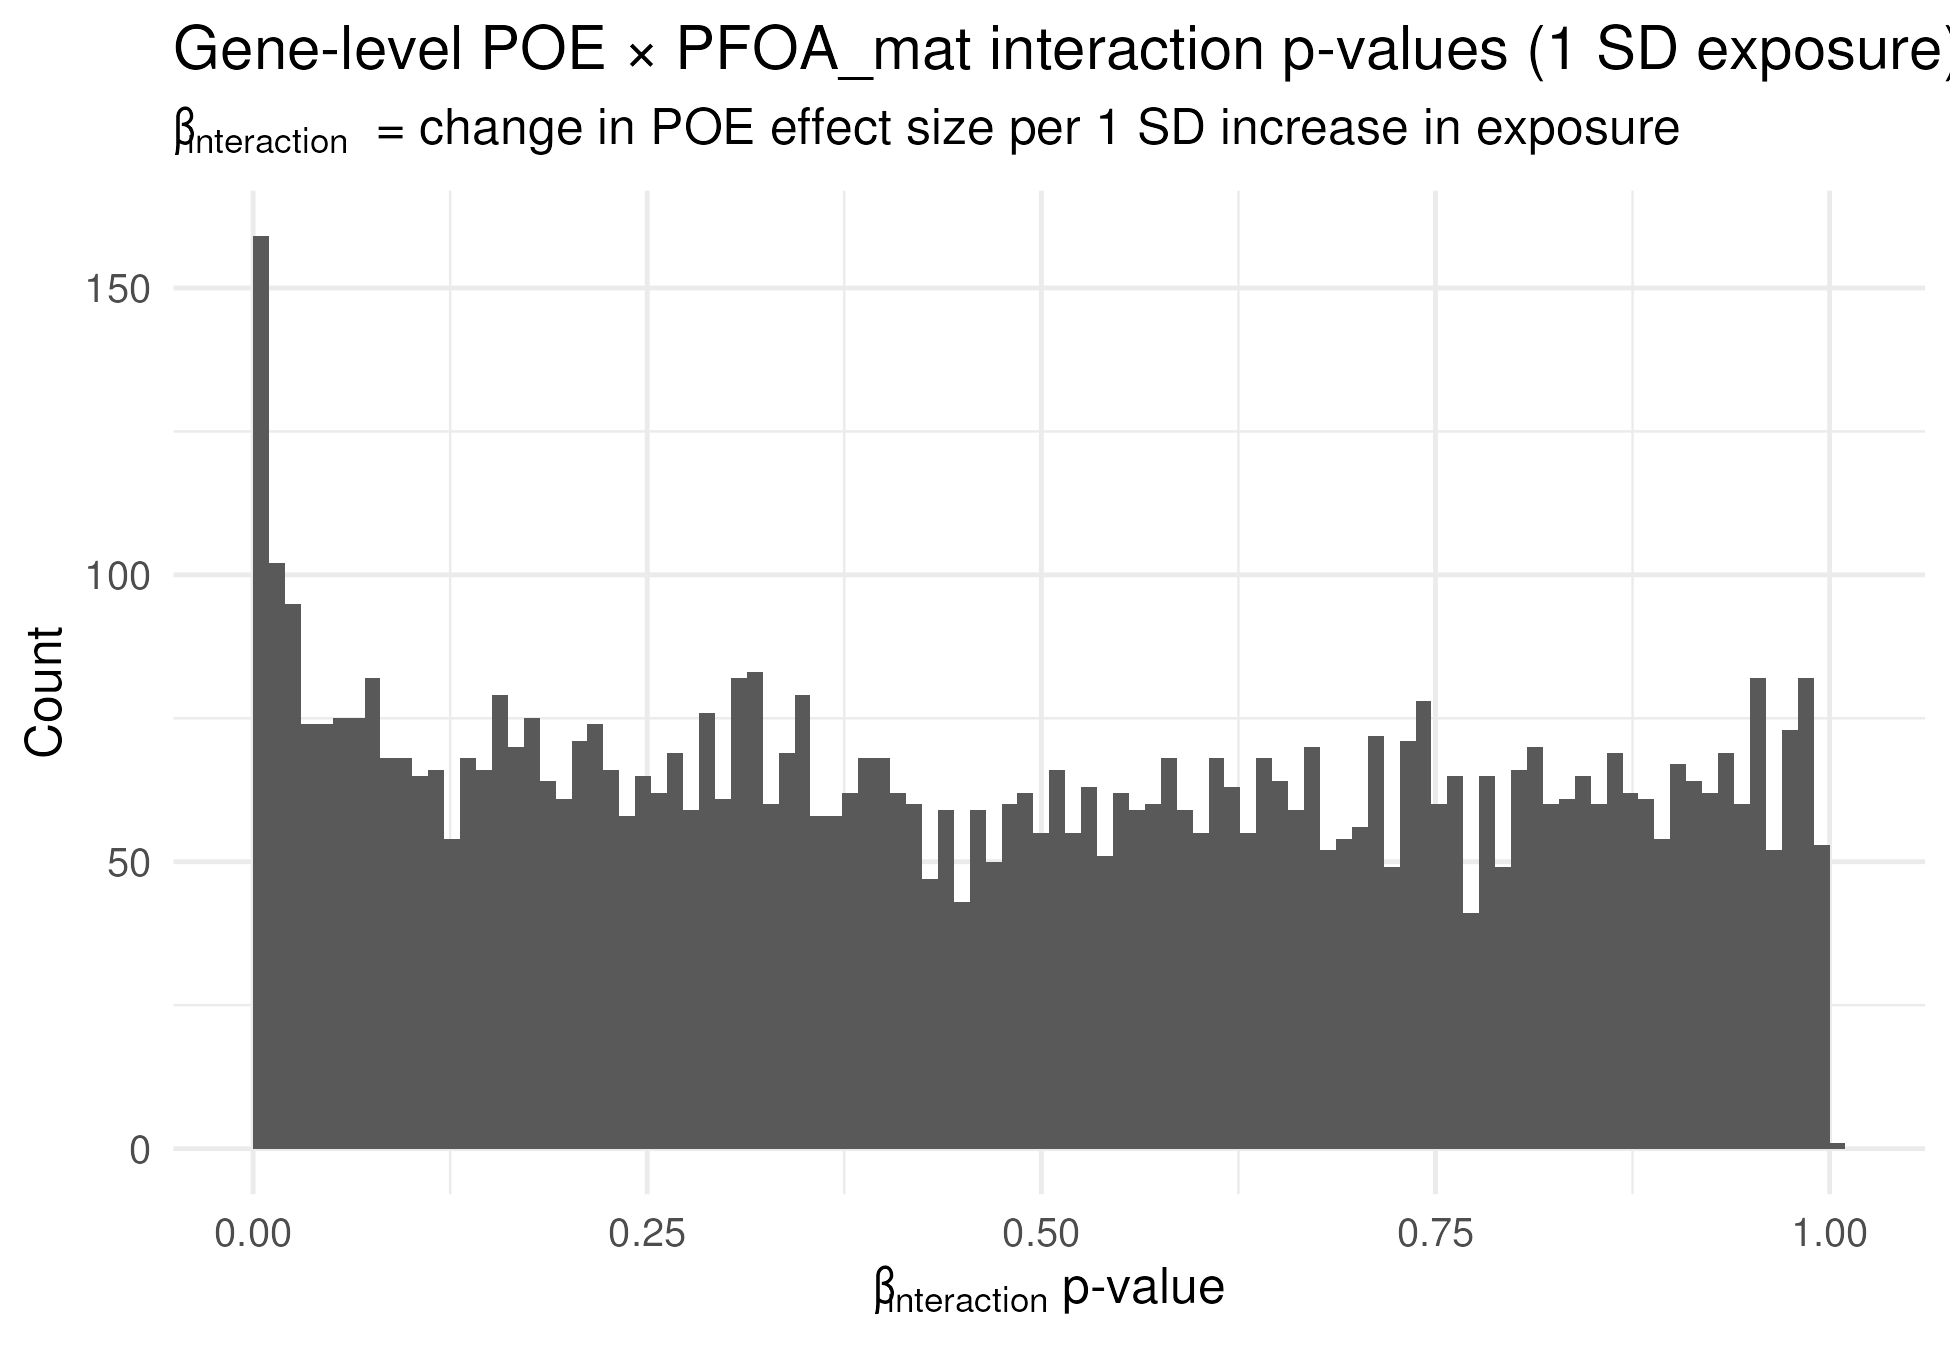 Gene-level POE × PFOA_mat interaction p-values (1 SD exposure)
βinteraction = change in POE effect size per 1 SD increase in exposure
150
100
50
0
Count
0.00 0.25 0.50 0.75 1.00
βinteraction p-value